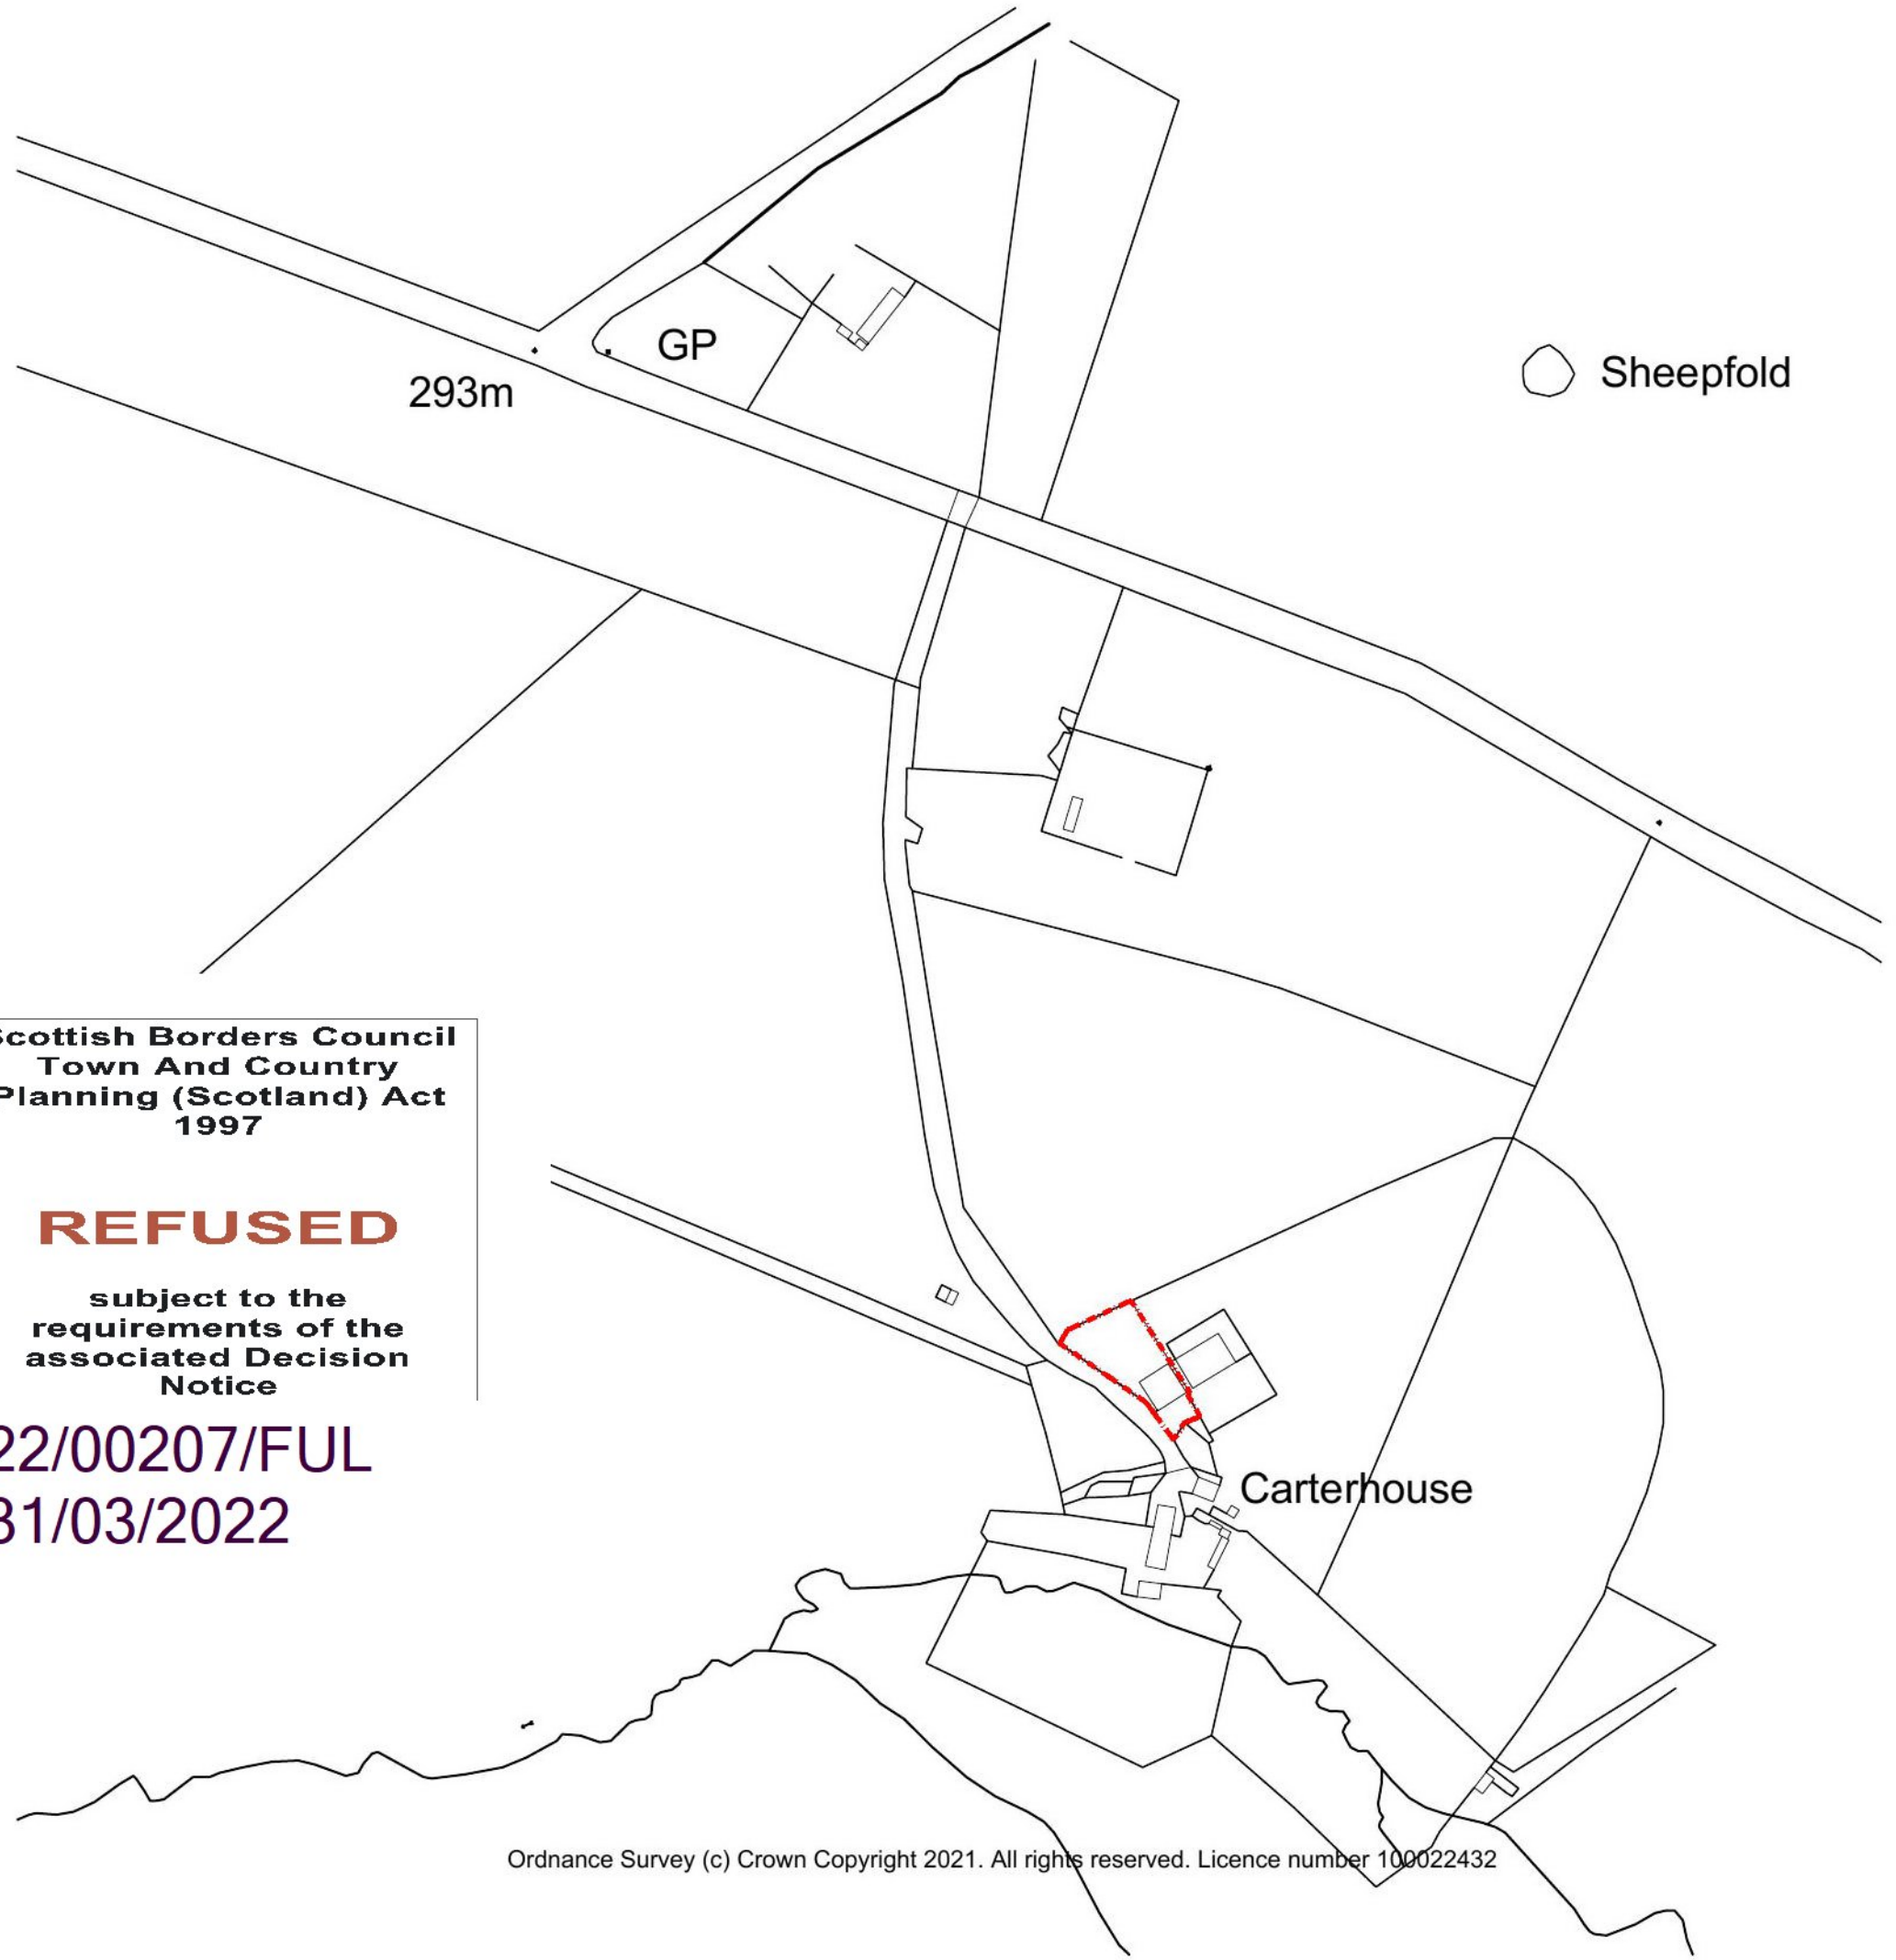 GP
293m
Sheepfold
Scottish Borders Council
Town And Country
Planning (Scotland) Act
1997
REFUSED
subject to the
requirements of the
associated Decision
Notice
22/00207/FUL
31/03/2022
Carterhouse
Ordnance Survey (c) Crown Copyright 2021. All rights reserved. Licence number 100022432